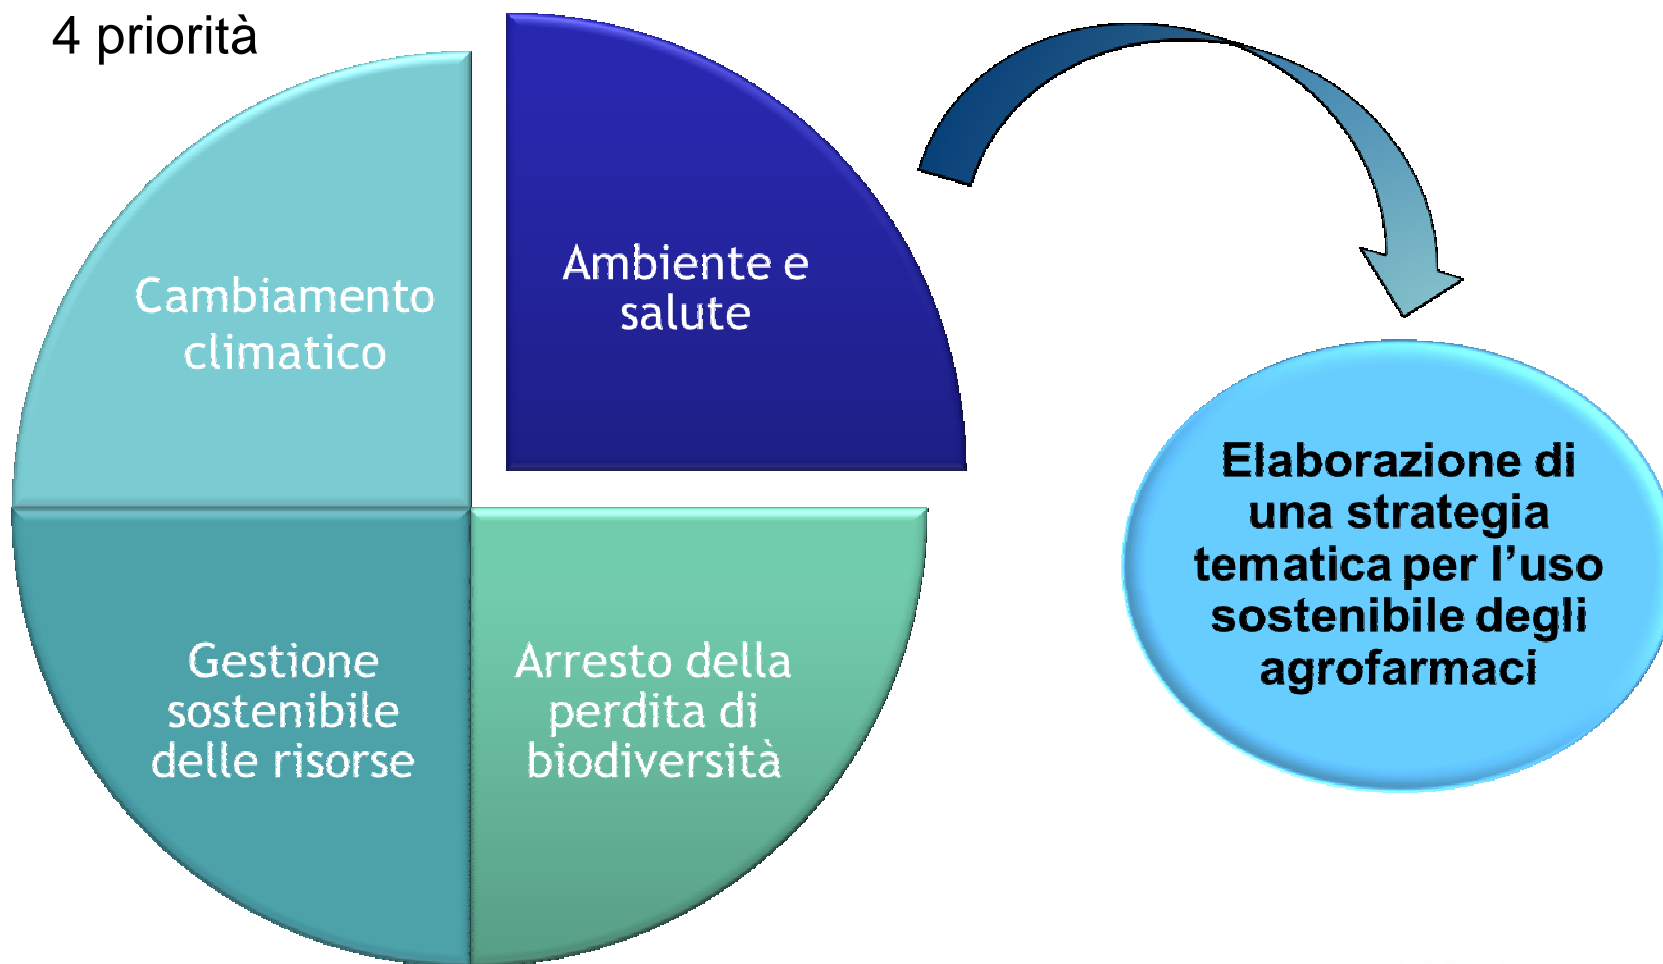 4 priorità
Cambiamento
climatico
Ambiente e
salute
Gestione
sostenibile
delle risorse
Arresto della
perdita di
biodiversità
Elaborazione di
una strategia
tematica per l’uso
sostenibile degli
agrofarmaci